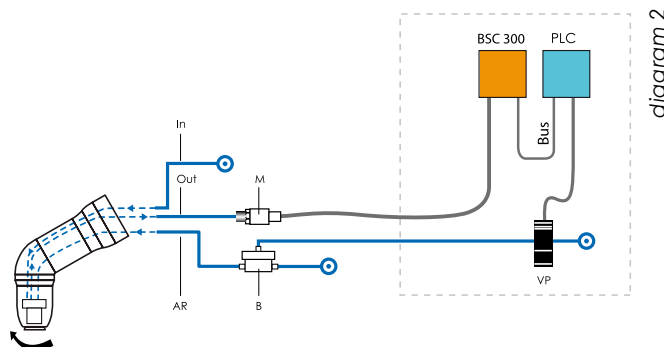 BSC 300
PLC
diagram 2
Bus
In
Out
M
AR
B
VP